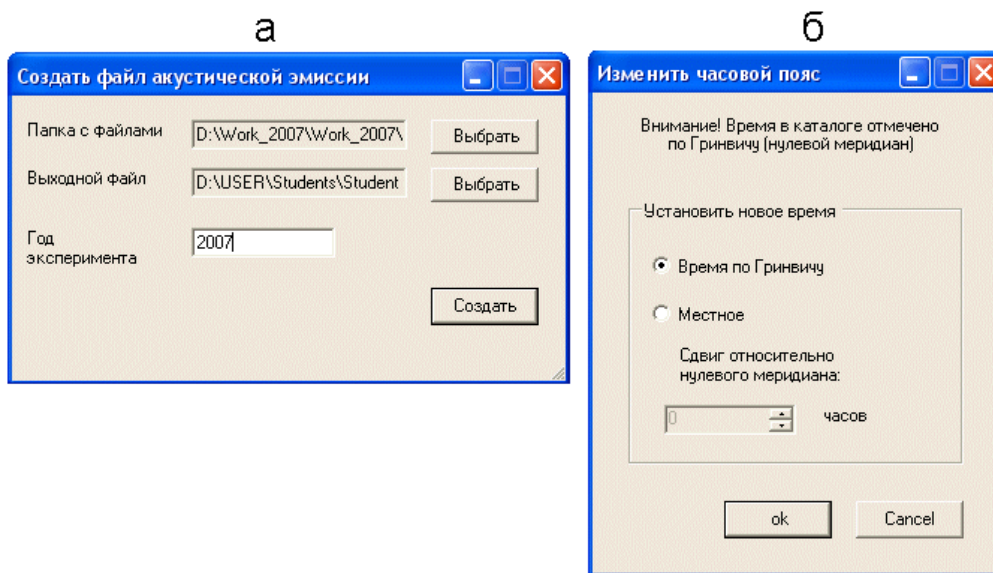 а
Создать файл акустической эмиссии
Папка с файлами
D:\Work_2007\Work_2007\
Выбрать
Выходной файл
D:\USER\Students\Student
Выбрать
Год
эксперимента
2007
Создать
б
Изменить часовой пояс
Внимание! Время в каталоге отмечено
по Гринвичу (нулевой меридиан)
Установить новое время
Время по Гринвичу
Местное
Сдвиг относительно
нулевого меридиана:
0
часов
ok
Cancel